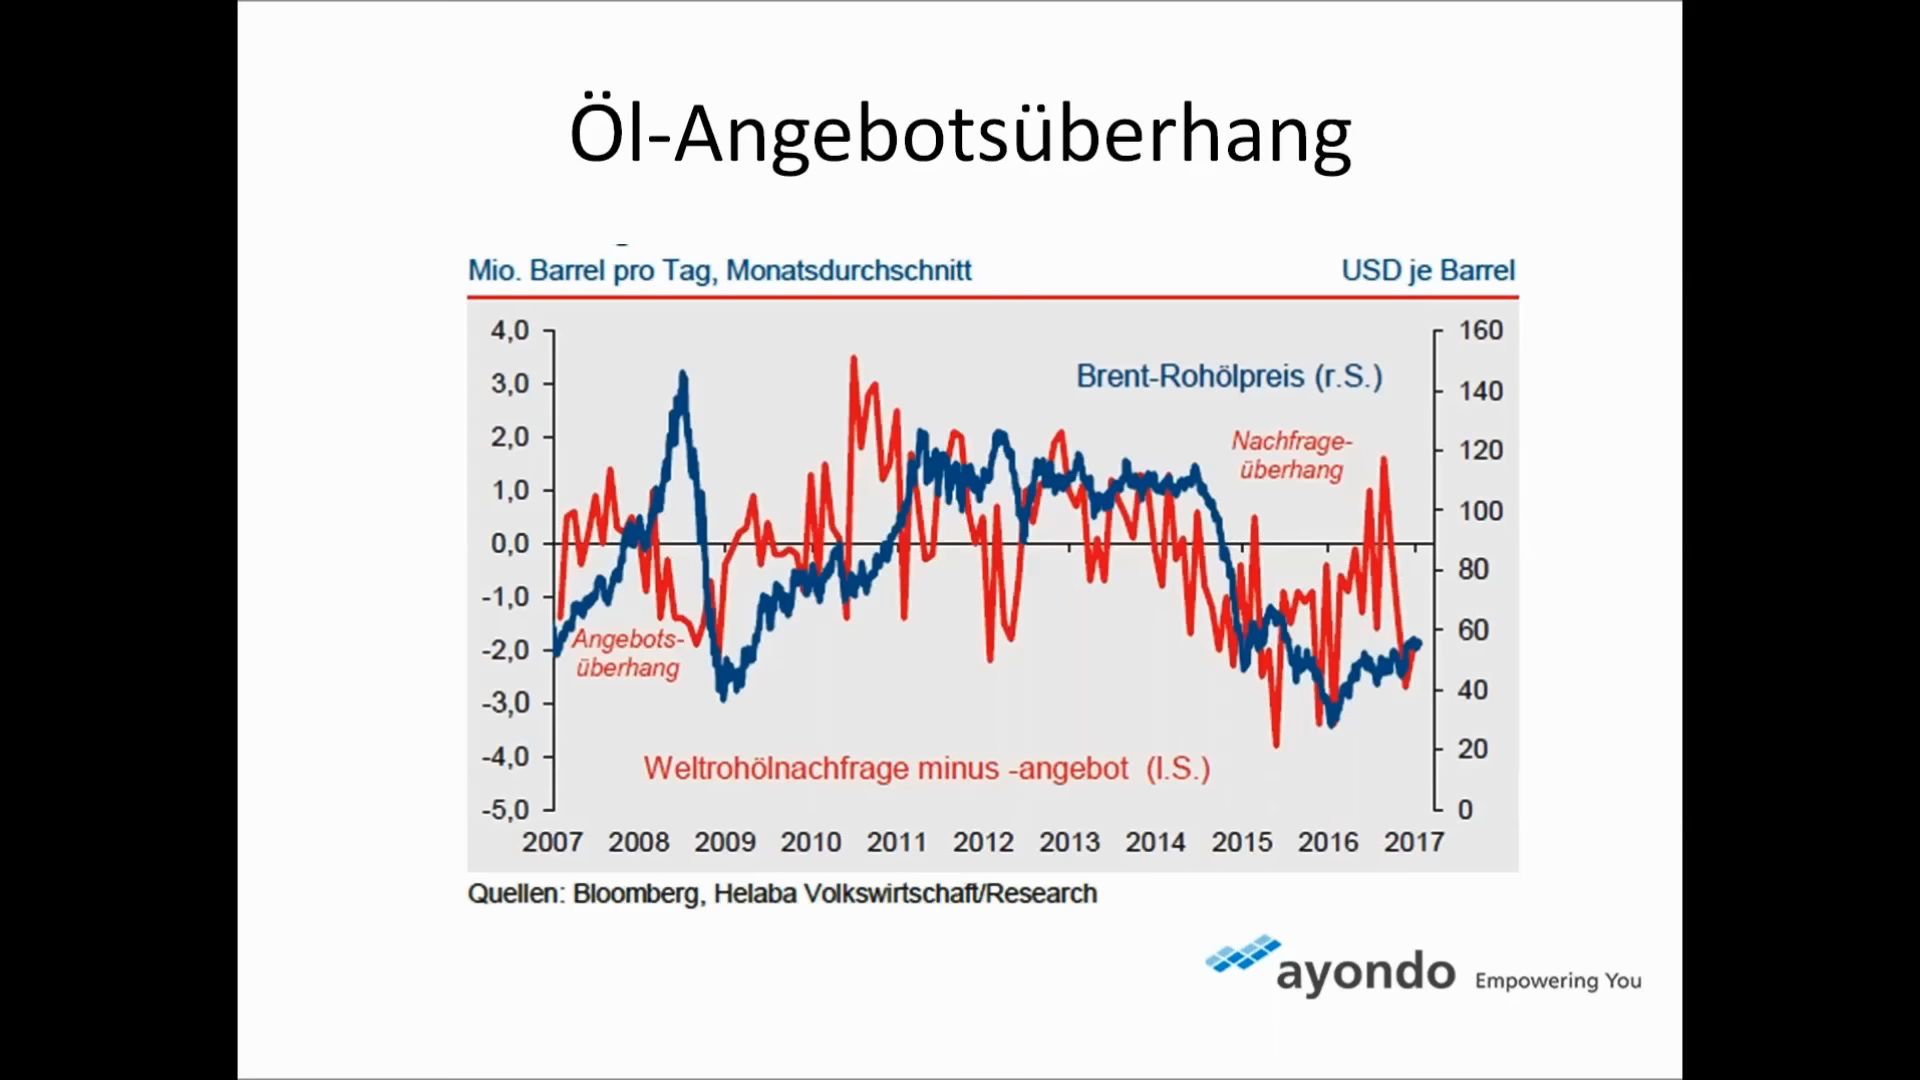 Öl-Angebotsüberhang
Mio. Barrel pro Tag, Monatsdurchschnitt
USD je Barrel
4,0
3,0
2,0
1,0
0,0
-1,0
-2,0
-3,0
-4,0
-5,0
160
140
120
100
80
60
40
20
0
Brent-Rohölpreis (r.S.)
Nachfrage-
überhang
Angebots-
überhang
Weltrohölnachfrage minus -angebot (l.S.)
2007 2008 2009 2010 2011 2012 2013 2014 2015 2016 2017
Quellen: Bloomberg, Helaba Volkswirtschaft/Research
ayondo Empowering You